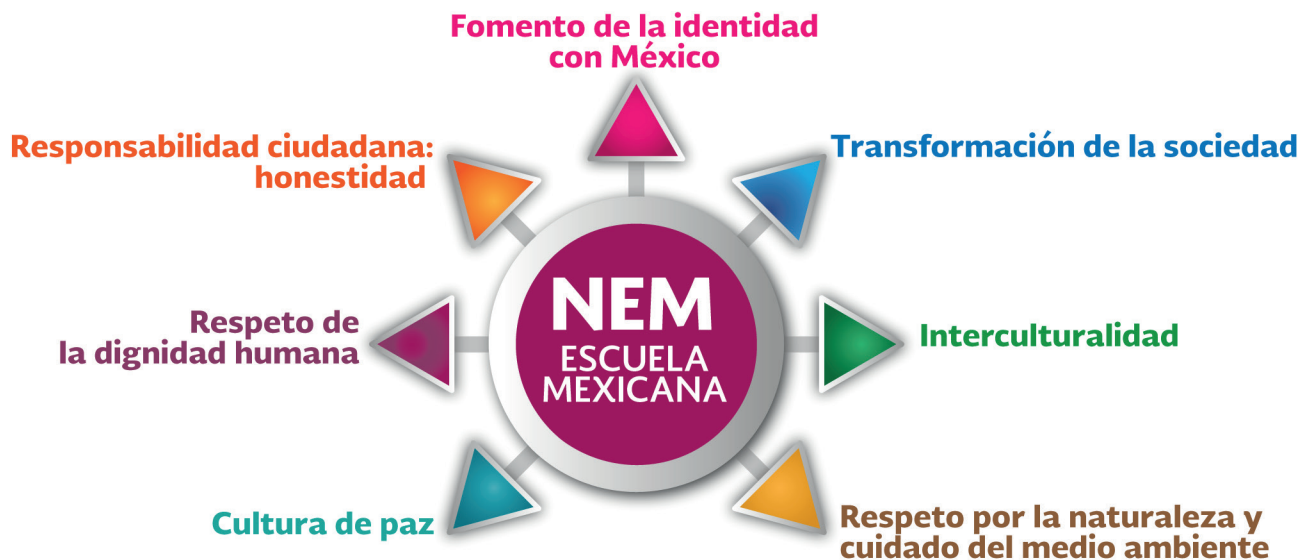 Fomento de la identidad
con México
Responsabilidad ciudadana:
honestidad
Transformación de la sociedad
NEM
ESCUELA
MEXICANA
Respeto de
la dignidad humana
Interculturalidad
Cultura de paz
Respeto por la naturaleza y
cuidado del medio ambiente